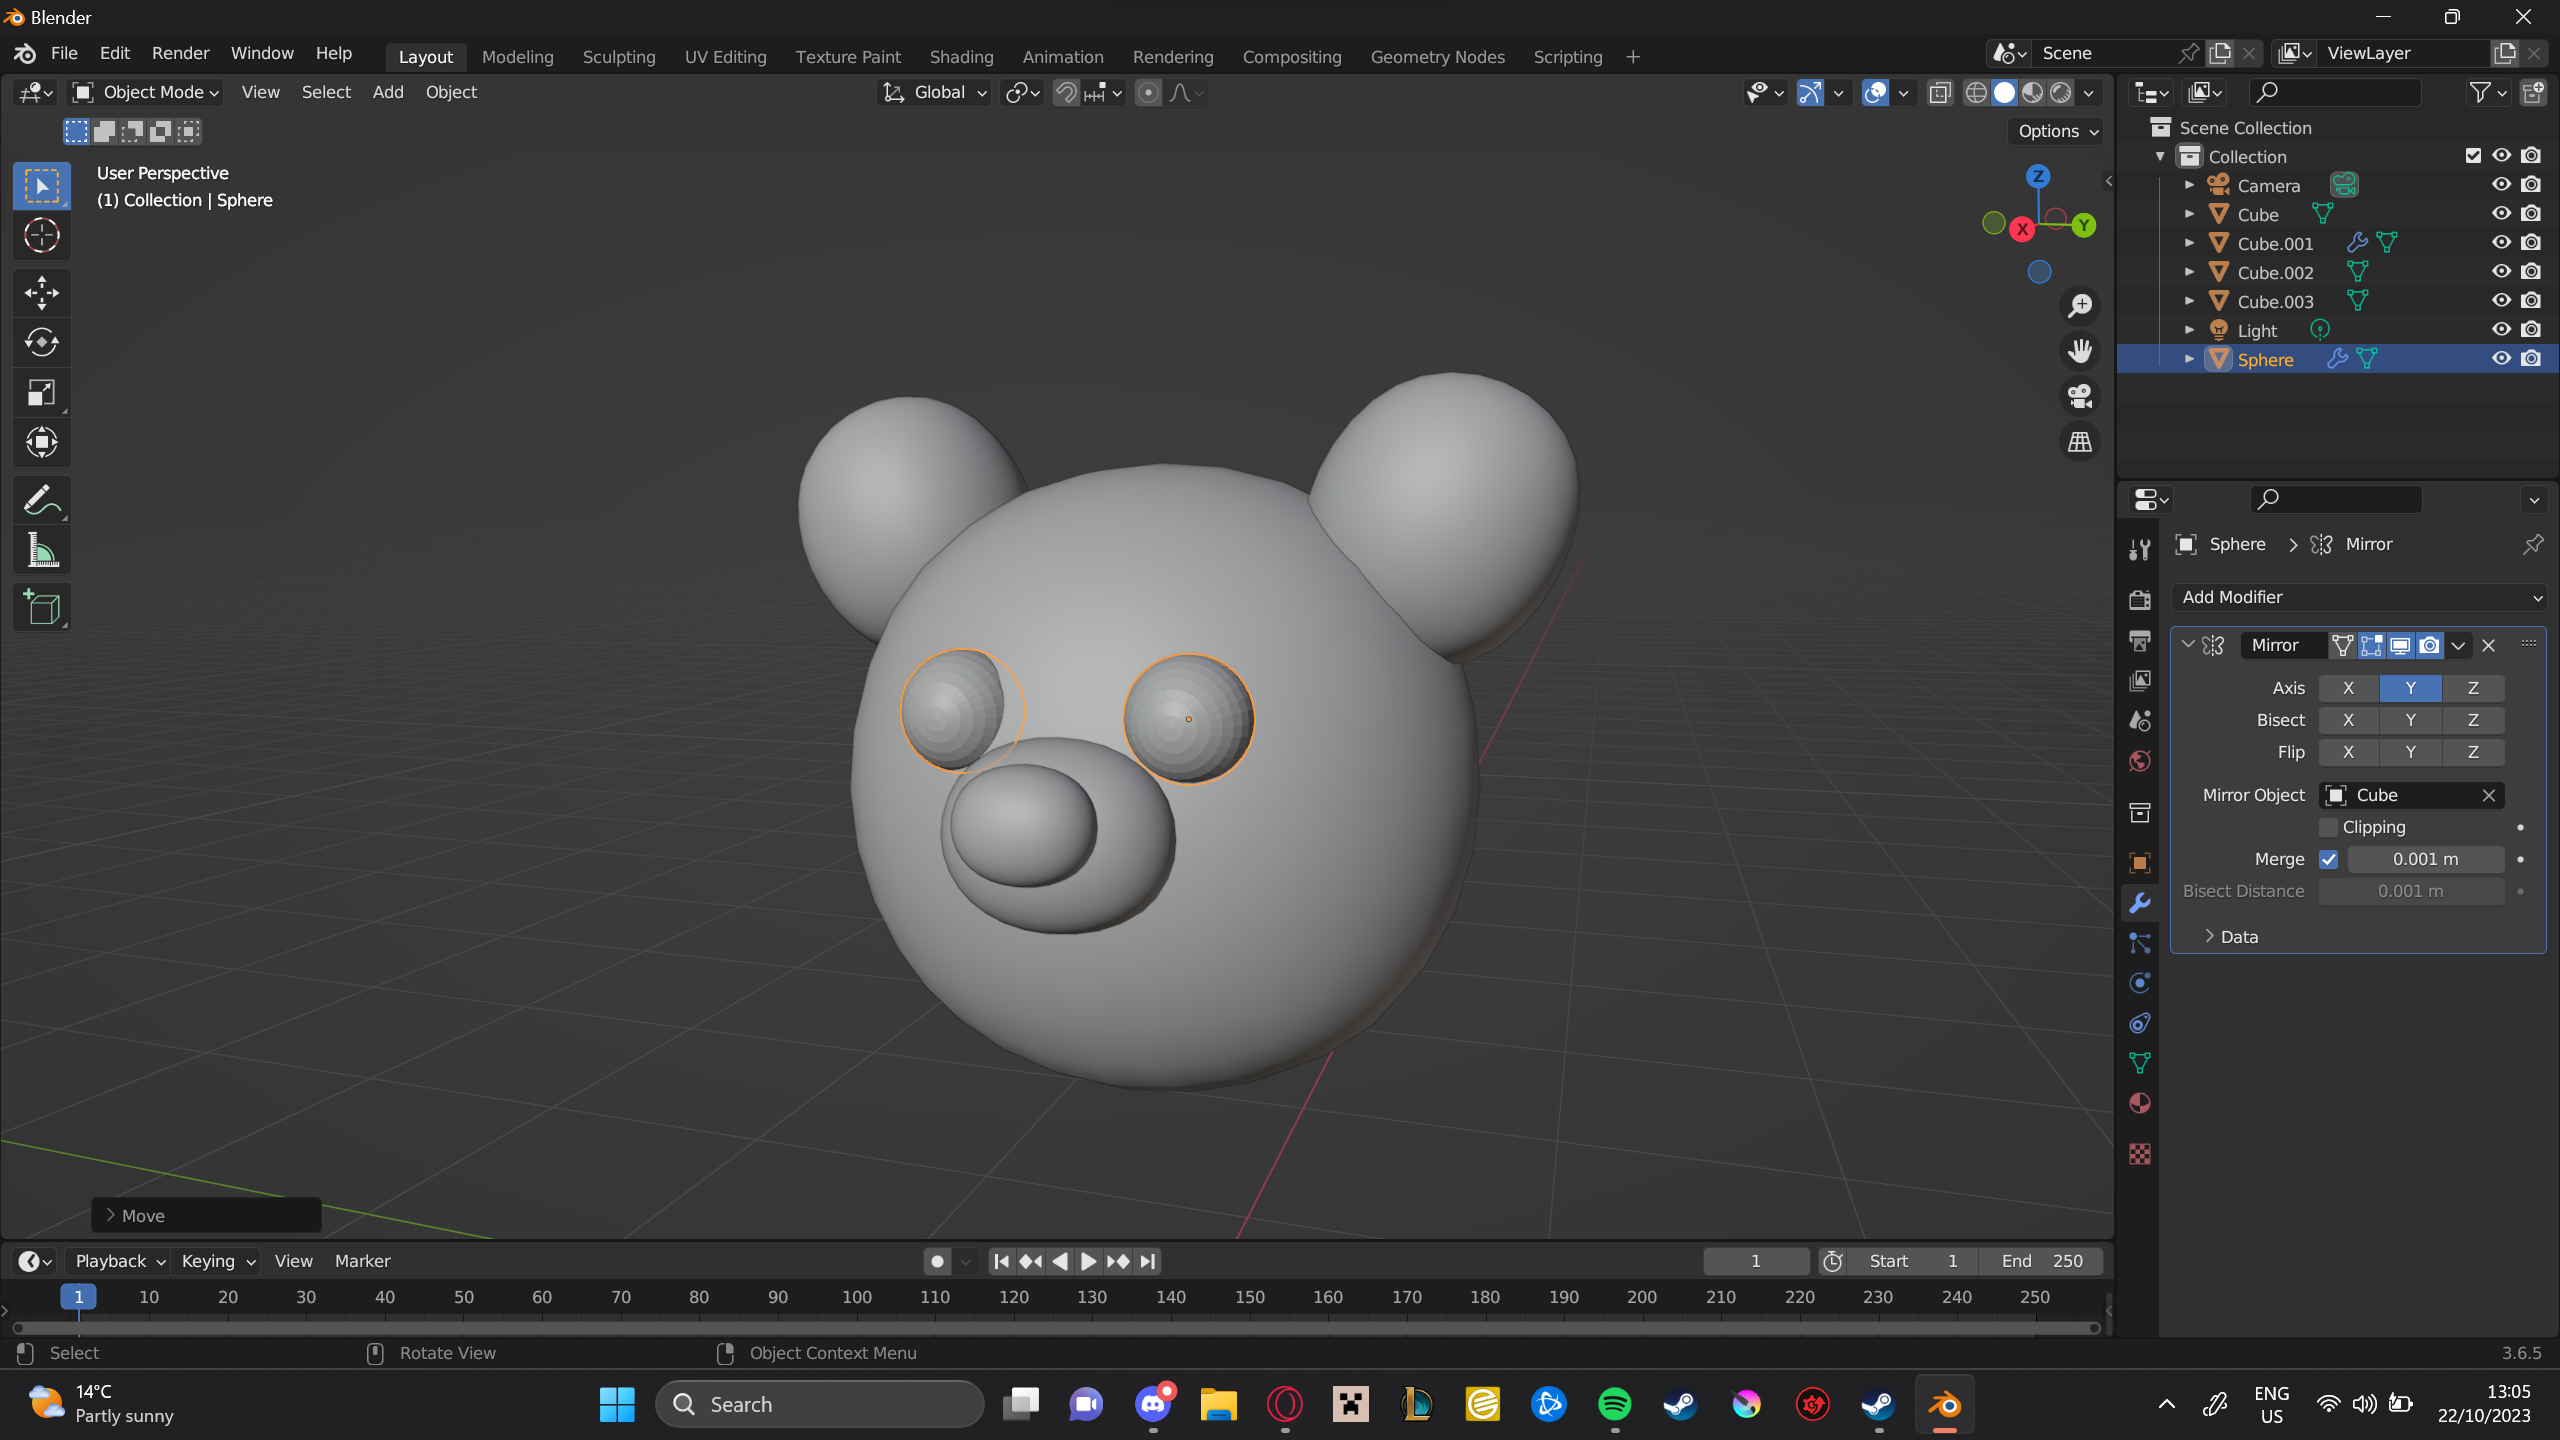 Blender
File Edit Render Window Help Layout Modeling Sculpting UV Editing Texture Paint Shading Animation Rendering Compositing Geometry Nodes Scripting + Scene ViewLayer
Object Mode View Select Add Object Global
Options
User Perspective
(1) Collection | Sphere
Z
X
Y
Scene Collection
Collection
Camera
Cube
Cube.001
Cube.002
Cube.003
Light
Sphere
Sphere > Mirror
Add Modifier
Mirror
Axis X Y Z
Bisect X Y Z
Flip X Y Z
Mirror Object Cube
Clipping
Merge 0.001 m
Bisect Distance 0.001 m
> Data
> Move
Playback Keying View Marker 1 Start 1 End 250
1 10 20 30 40 50 60 70 80 90 100 110 120 130 140 150 160 170 180 190 200 210 220 230 240 250
Select Rotate View Object Context Menu 3.6.5
14°C
Partly sunny
Search
ENG
US
13:05
22/10/2023